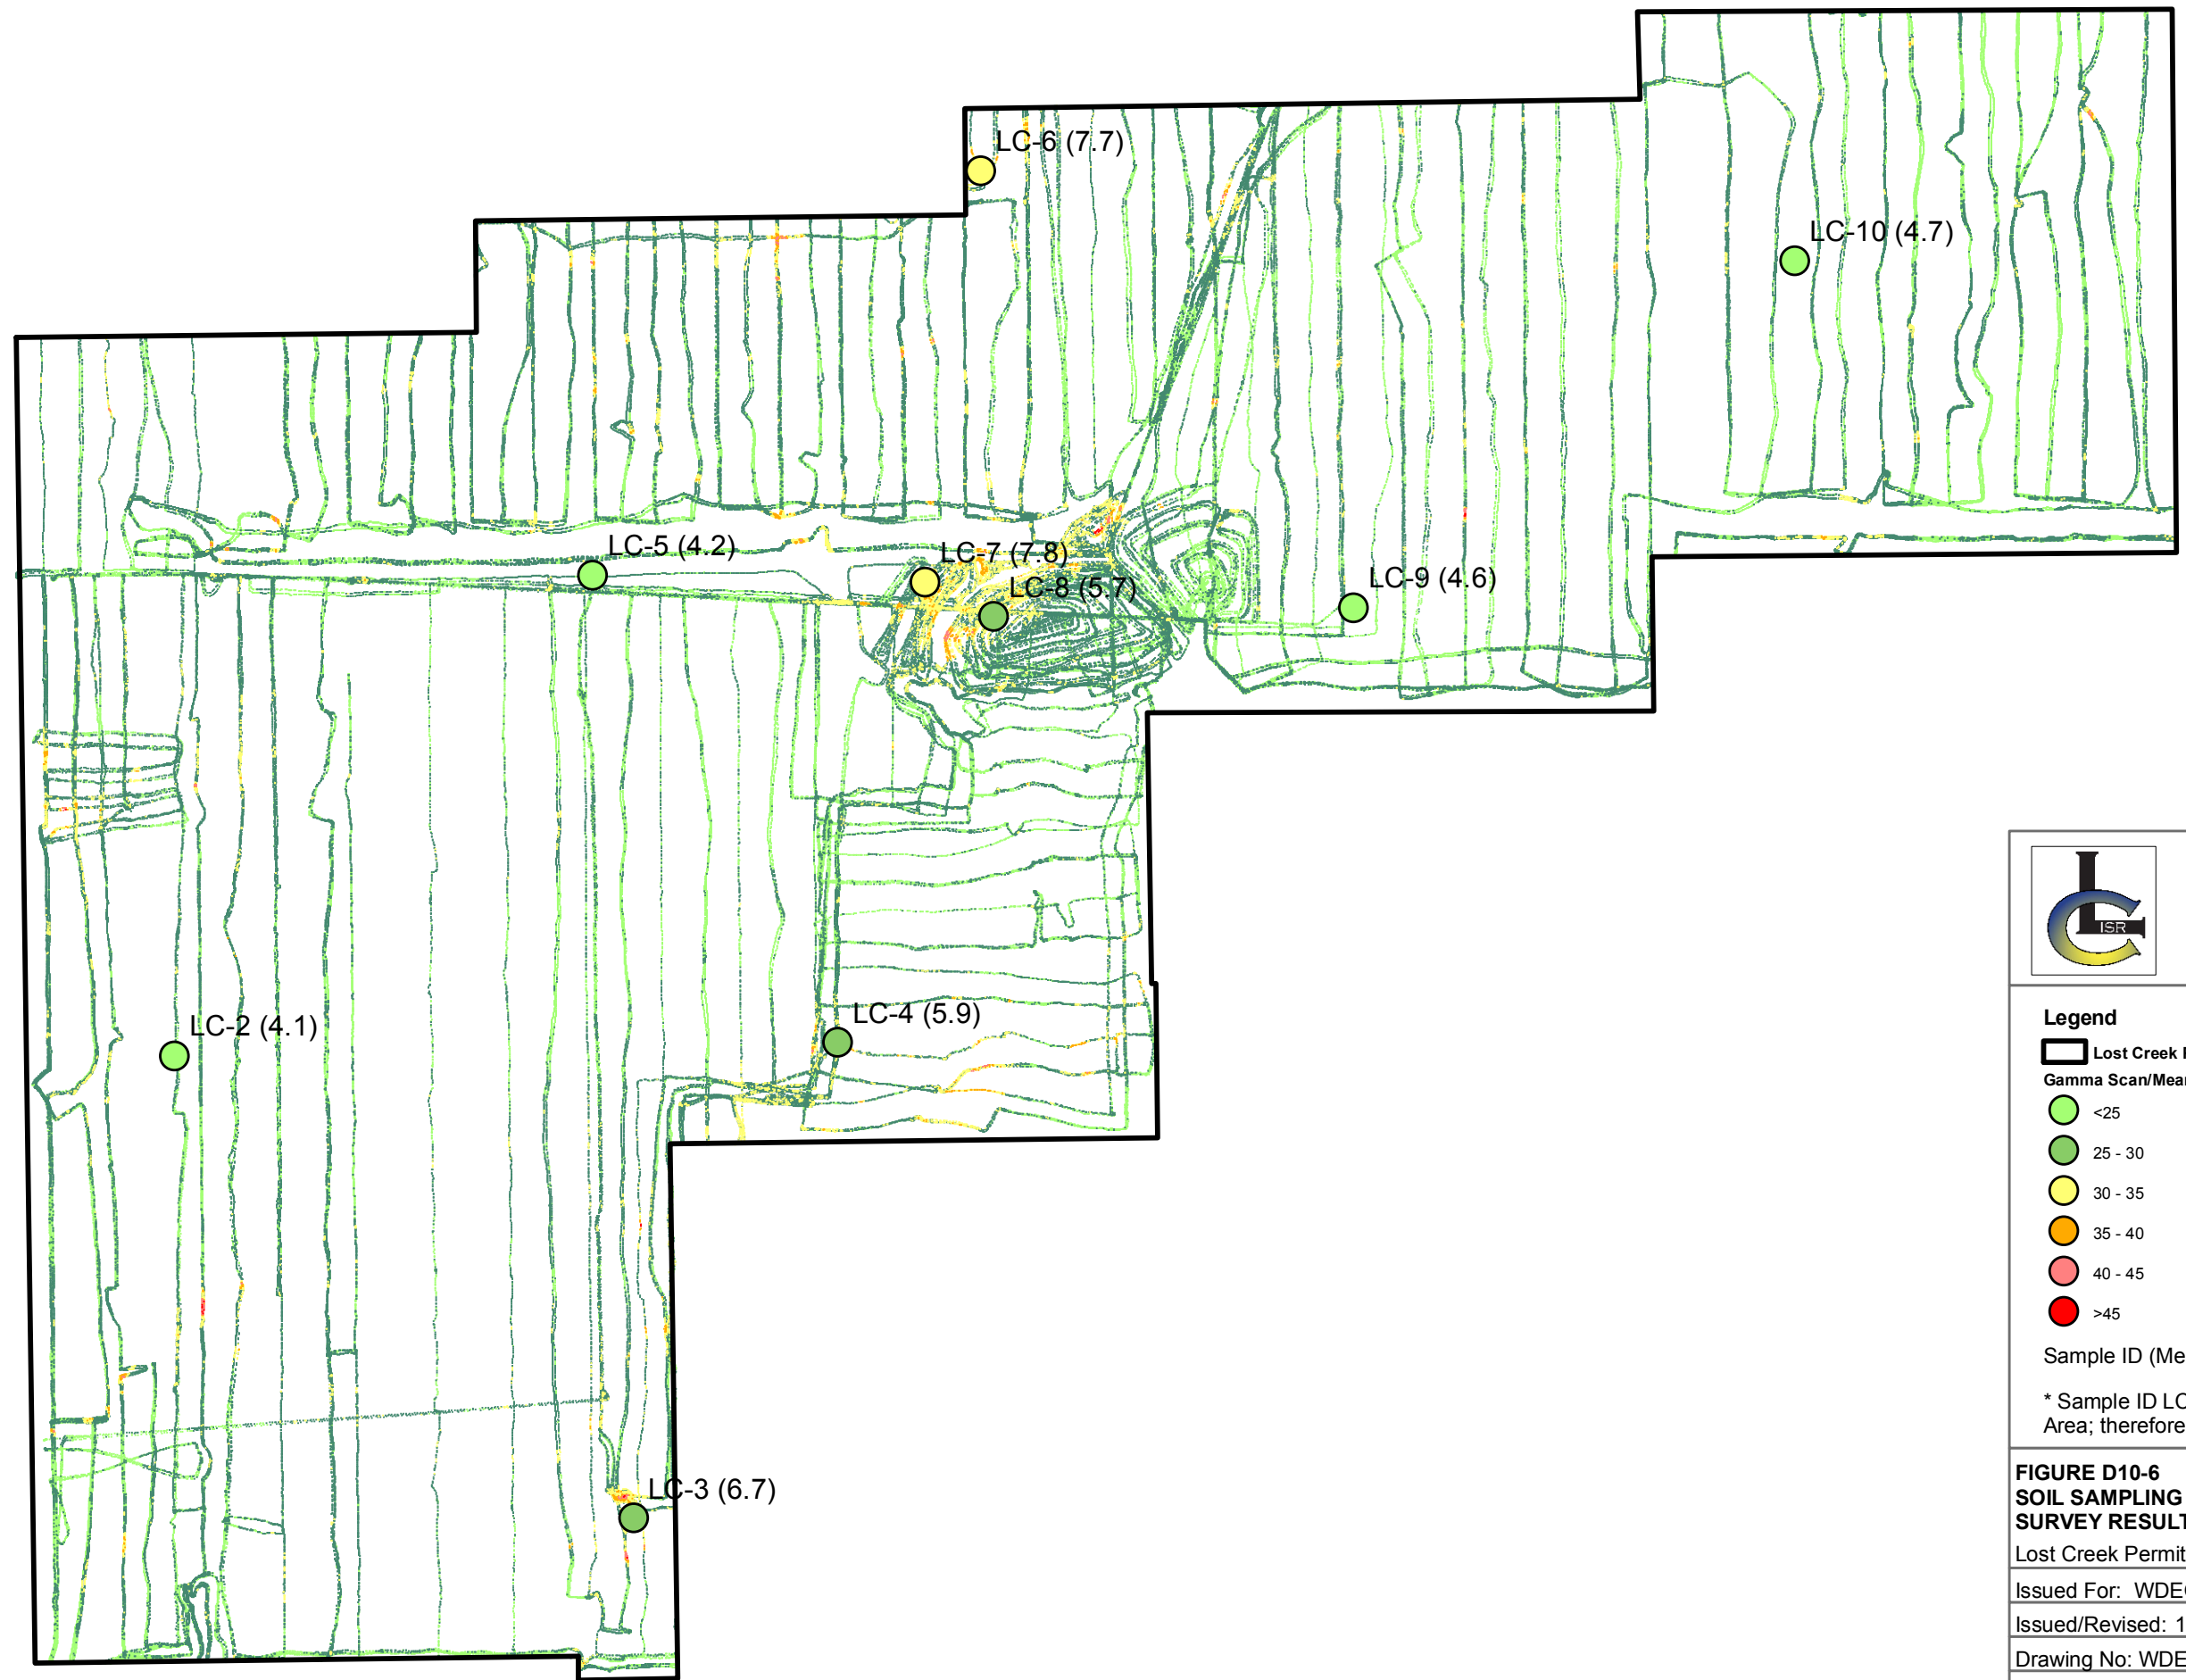 LC-6 (7.7)
LC-10 (4.7)
LC-5 (4.2)
LC-7 (7.8)
LC-8 (5.7)
LC-9 (4.6)
LC-2 (4.1)
LC-4 (5.9)
LC-3 (6.7)
LC
ISR
Legend
Lost Creek
Gamma Scan/Mea
<25
25 - 30
30 - 35
35 - 40
40 - 45
>45
Sample ID (Me
* Sample ID LC
Area; therefore
FIGURE D10-6
SOIL SAMPLING
SURVEY RESULT
Lost Creek Permit
Issued For: WDE
Issued/Revised: 1
Drawing No: WDE